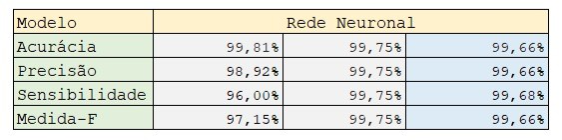 Modelo Rede Neuronal
Acurácia 99,81% 99,75% 99,66%
Precisão 98,92% 99,75% 99,66%
Sensibilidade 96,00% 99,75% 99,68%
Medida-F 97,15% 99,75% 99,66%